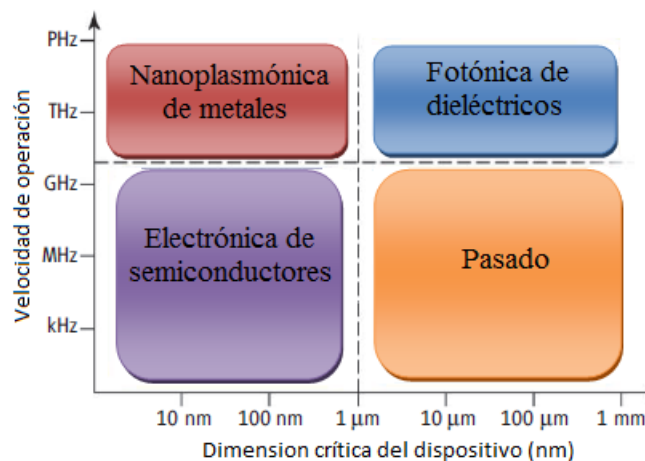 PHz
THz
GHz
MHz
kHz
Velocidad de operación
Nanoplasmónica
de metales
Fotónica de
dieléctricos
Electrónica de
semiconductores
Pasado
10 nm 100 nm 1 µm 10 µm 100 µm 1 mm
Dimension crítica del dispositivo (nm)